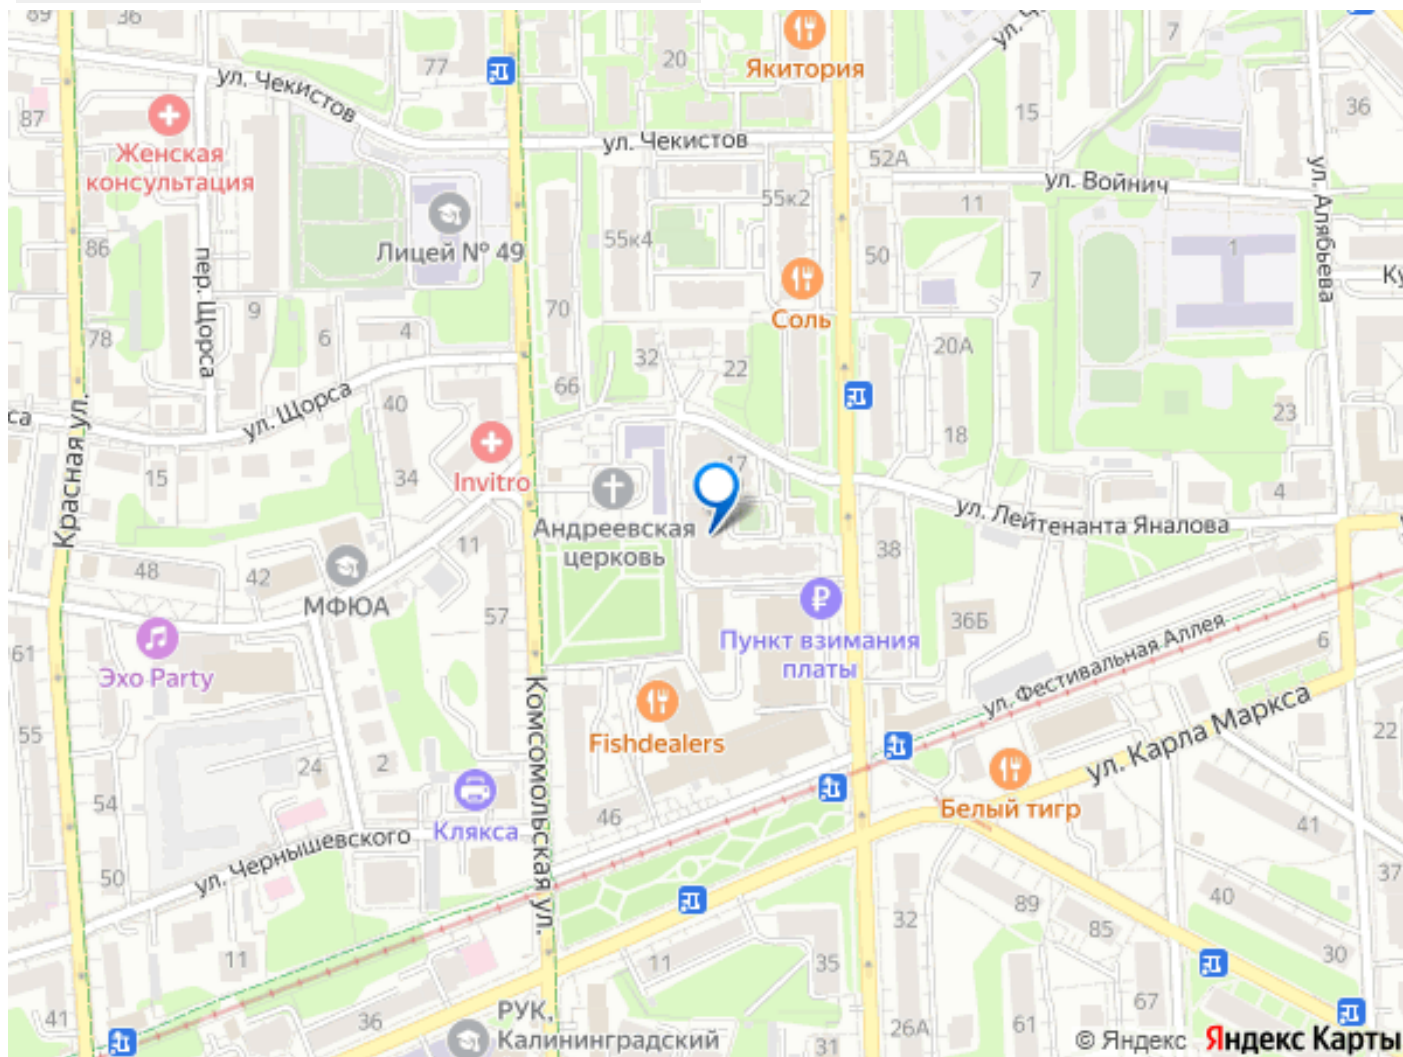 89
36
77
20
Якитория
ул. Чекистов
7
15
36
87
Женская
консультация
ул. Чекистов
52А
ул. Войнич
ул. Алябьева
55к2
11
1
86
Лицей № 49
55к4
50
7
пер. Щорса
9
6
4
70
Соль
78
32
22
20А
66
ул. Щорса
40
18
23
са
Красная ул.
15
34
Invitro
17
4
Андреевская
церковь
ул. Лейтенанта Яналова
11
38
48
42
МФЮА
57
Пункт взимания
платы
36Б
ул. Фестивальная Аллея
6
61
Эхо Party
Комсомольская ул.
ул. Карла Маркса
55
Fishdealers
22
24
2
54
Клякса
46
Белый тигр
41
ул. Чернышевского
50
37
40
89
32
85
11
11
35
30
67
41
36
РУК,
Калининградский
26А
61
31
© Яндекс Яндекс Карты